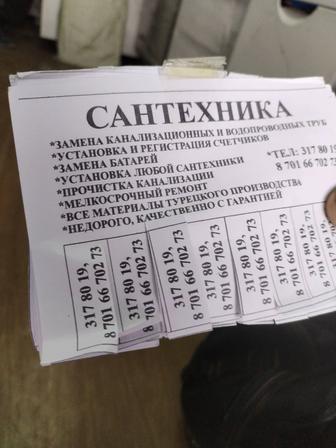 САНТЕХНИКА
*ЗАМЕНА КАНАЛИЗАЦИОННЫХ И ВОДОПРОВОДНЫХ ТРУБ
*УСТАНОВКА И РЕГИСТРАЦИЯ СЧЕТЧИКОВ
*ЗАМЕНА БАТАРЕЙ *ТЕЛ: 317 80 19
*УСТАНОВКА ЛЮБОЙ САНТЕХНИКИ 8 701 66 702 73
*ПРОЧИСТКА КАНАЛИЗАЦИИ
*МЕЛКОСРОЧНЫЙ РЕМОНТ
*ВСЕ МАТЕРИАЛЫ ТУРЕЦКОГО ПРОИЗВОДСТВА
*НЕДОРОГО, КАЧЕСТВЕННО С ГАРАНТИЕЙ
317 80 19,
8 701 66 702 73
317 80 19,
8 701 66 702 73
317 80 19,
8 701 66 702 73
317 80 19,
8 701 66 702 73
317 80 19,
8 701 66 702 73
317 80 19,
8 701 66 702 73
317 80 19,